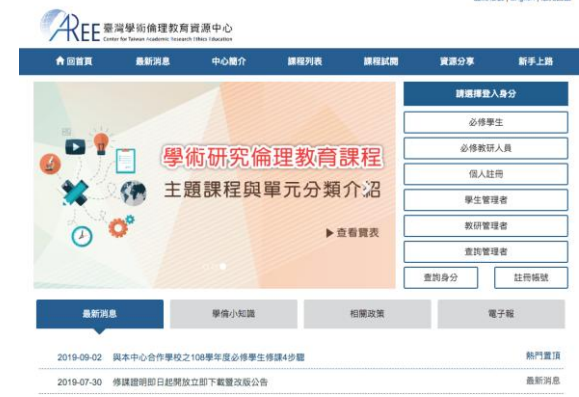 AREE 臺灣學術倫理教育資源中心
Center for Taiwan Academic Research Ethics Education
回首頁 最新消息 中心簡介 課程列表 課程試閱 資源分享 新手上路
請選擇登入身分
必修學生
必修教研人員
個人註冊
學生管理者
教研管理者
查詢管理者
查詢身分 註冊帳號
學術研究倫理教育課程
主題課程與單元分類介紹
▶查看覽表
最新消息 學倫小知識 相關政策 電子報
2019-09-02 與本中心合作學校之108學年度必修學生修課4步驟 熱門置頂
2019-07-30 修課證明即日起開放立即下載暨改版公告 最新消息